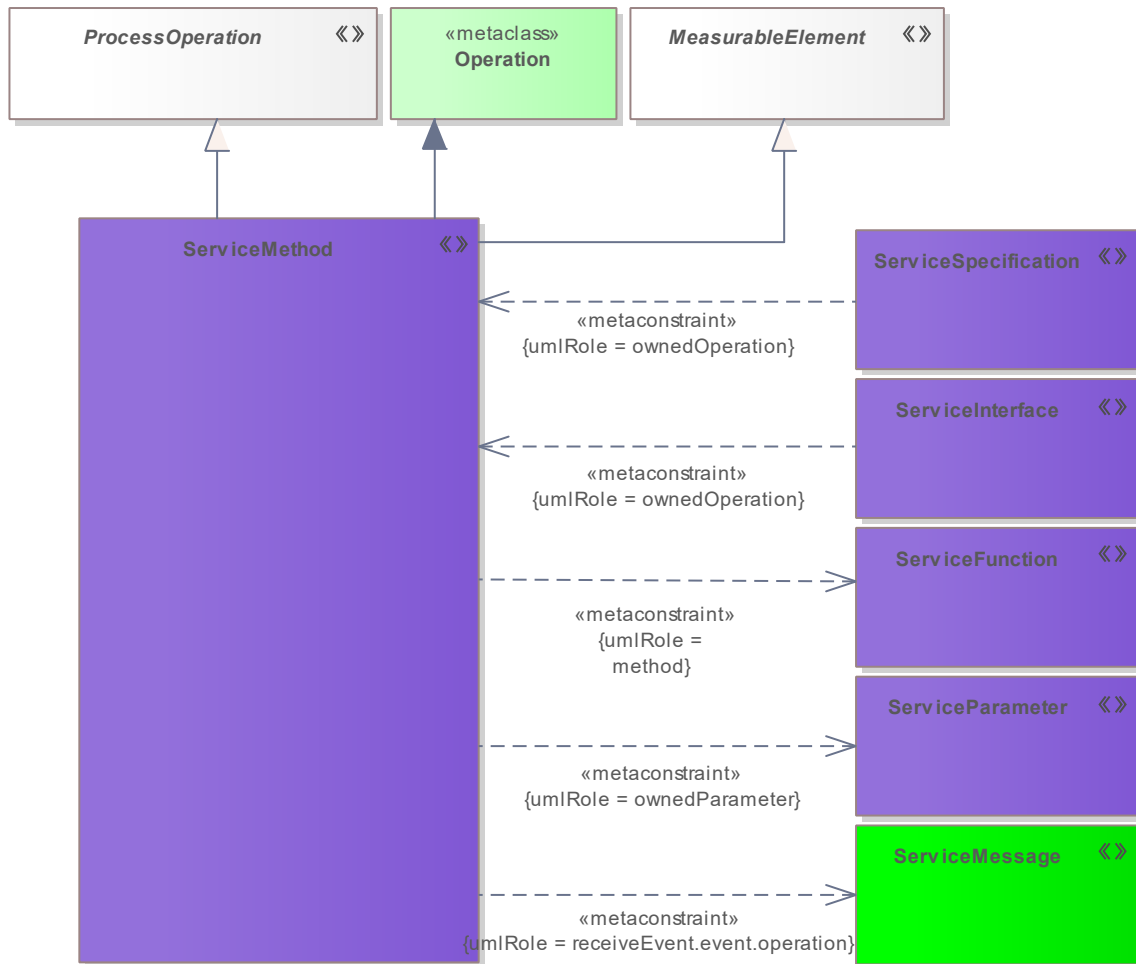 ProcessOperation «»
«metaclass»
Operation
MeasurableElement «»
ServiceMethod «»
ServiceSpecification «»
«metaconstraint»
{umlRole = ownedOperation}
ServiceInterface «»
«metaconstraint»
{umlRole = ownedOperation}
ServiceFunction «»
«metaconstraint»
{umlRole =
method}
ServiceParameter «»
«metaconstraint»
{umlRole = ownedParameter}
ServiceMessage «»
«metaconstraint»
{umlRole = receiveEvent.event.operation}